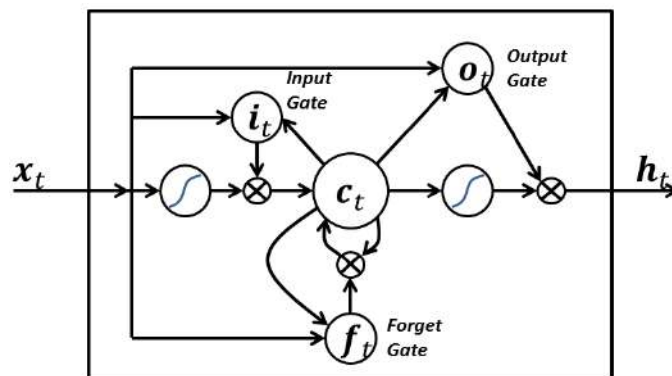 Input
Gate
i_t
o_t
Output
Gate
x_t
c_t
h_t
f_t
Forget
Gate